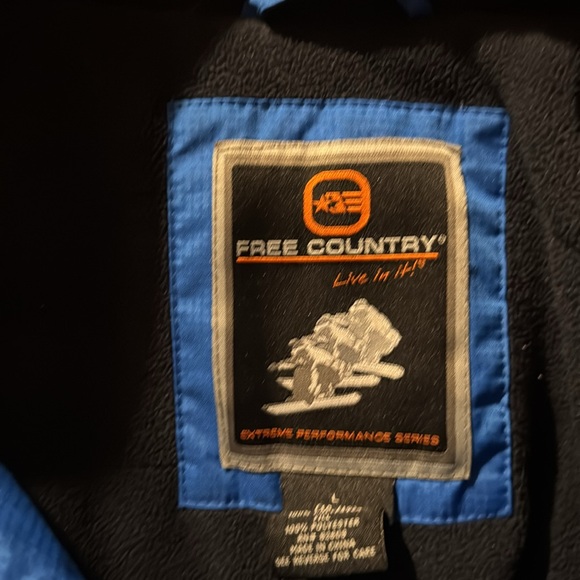 FREE COUNTRY®
Live in it!®
EXTREME PERFORMANCE SERIES
L
100% POLYESTER
MADE IN CHINA
SEE REVERSE FOR CARE